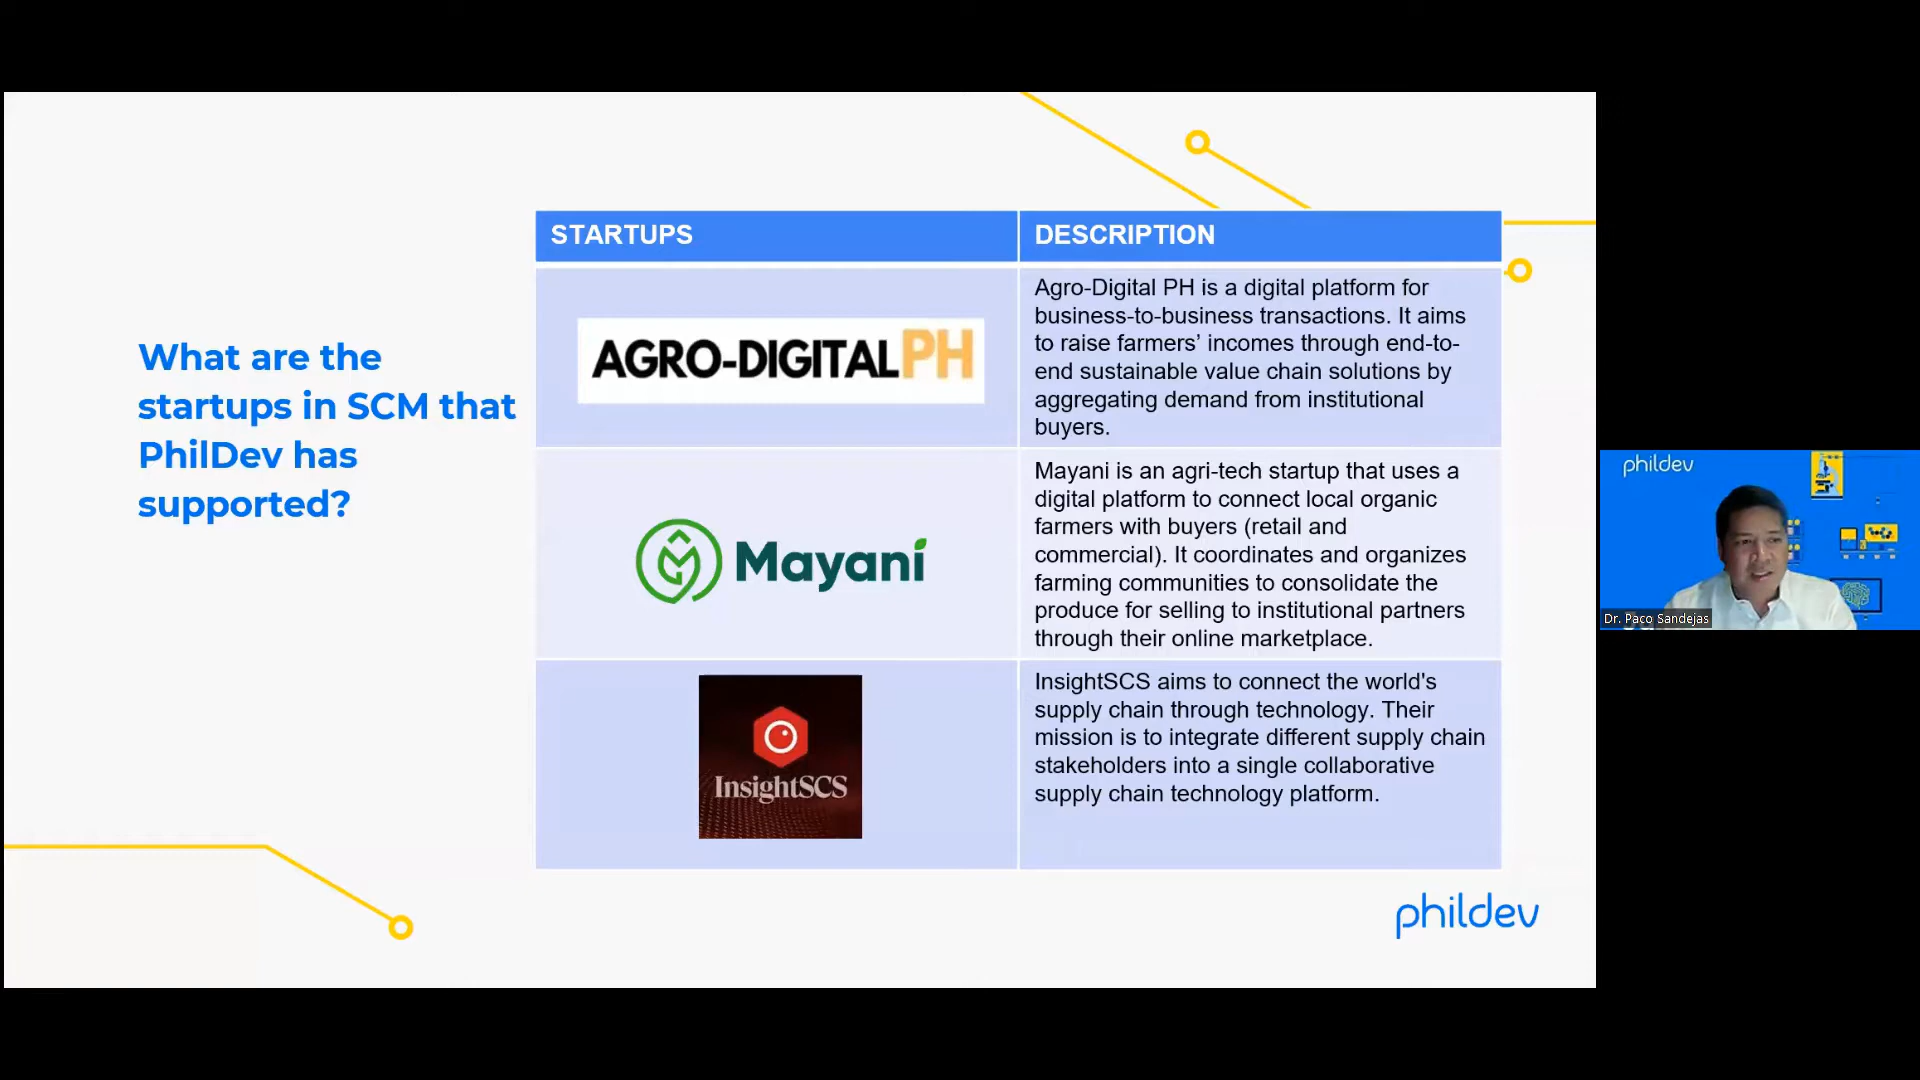 What are the
startups in SCM that
PhilDev has
supported?
STARTUPS
DESCRIPTION
AGRO-DIGITALPH
Agro-Digital PH is a digital platform for
business-to-business transactions. It aims
to raise farmers’ incomes through end-to-
end sustainable value chain solutions by
aggregating demand from institutional
buyers.
Mayani
Mayani is an agri-tech startup that uses a
digital platform to connect local organic
farmers with buyers (retail and
commercial). It coordinates and organizes
farming communities to consolidate the
produce for selling to institutional partners
through their online marketplace.
InsightSCS
InsightSCS aims to connect the world's
supply chain through technology. Their
mission is to integrate different supply chain
stakeholders into a single collaborative
supply chain technology platform.
phildev
phildev
Dr. Paco Sandejas